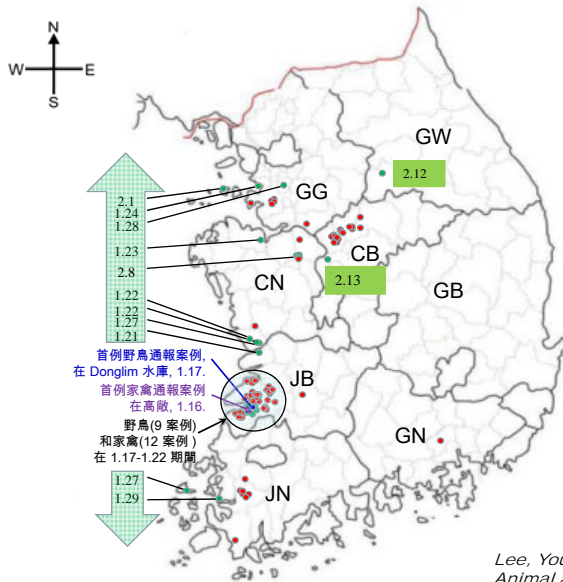 N
W E
S
GW
2.12
GG
2.1
1.24
1.28
1.23
2.8
CB
CN
2.13
GB
1.22
1.22
1.27
1.21
首例野鳥通報案例,
在 Donglim 水庫, 1.17.
JB
首例家禽通報案例
在高敞, 1.16.
野鳥(9 案例)
和家禽(12 案例 )
在 1.17-1.22 期間
GN
1.27
1.29
JN
Lee, You
Animal